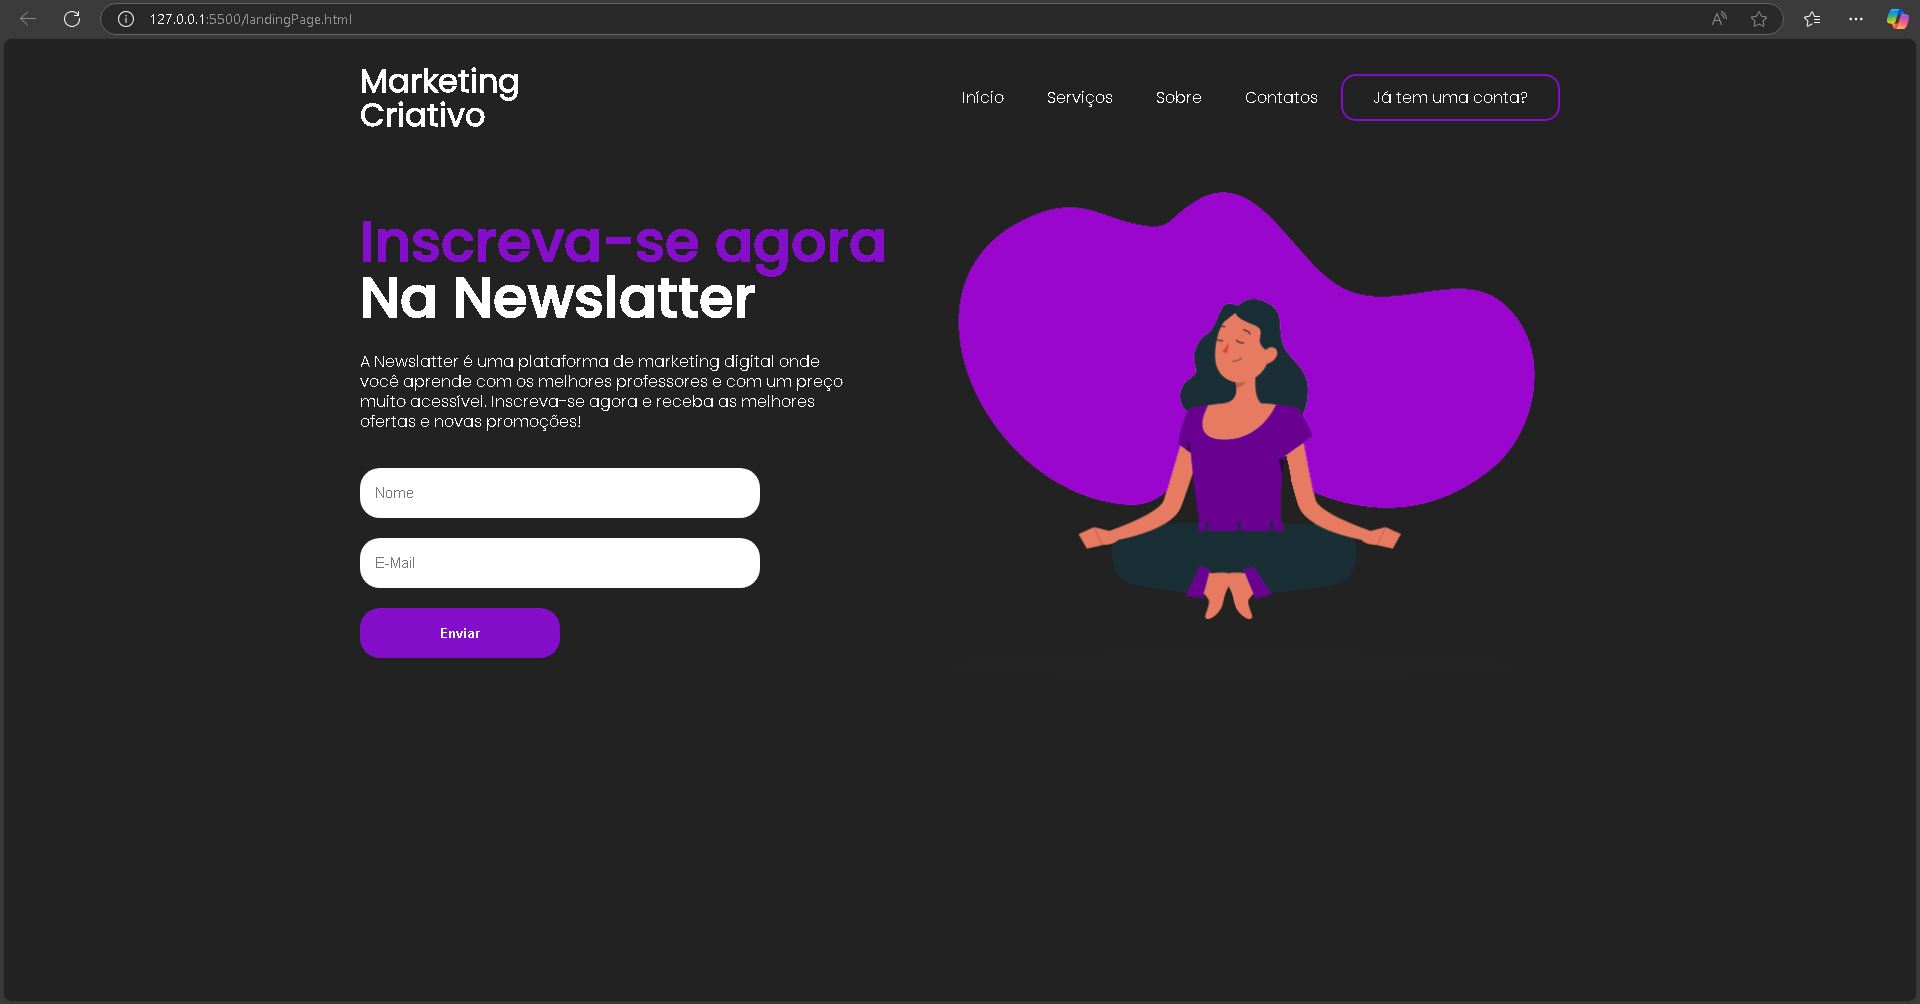 127.0.0.1:5500/landingPage.html
Marketing
Criativo
Início Serviços Sobre Contatos Já tem uma conta?
Inscreva-se agora
Na Newslatter
A Newslatter é uma plataforma de marketing digital onde
você aprende com os melhores professores e com um preço
muito acessível. Inscreva-se agora e receba as melhores
ofertas e novas promoções!
Nome
E-Mail
Enviar